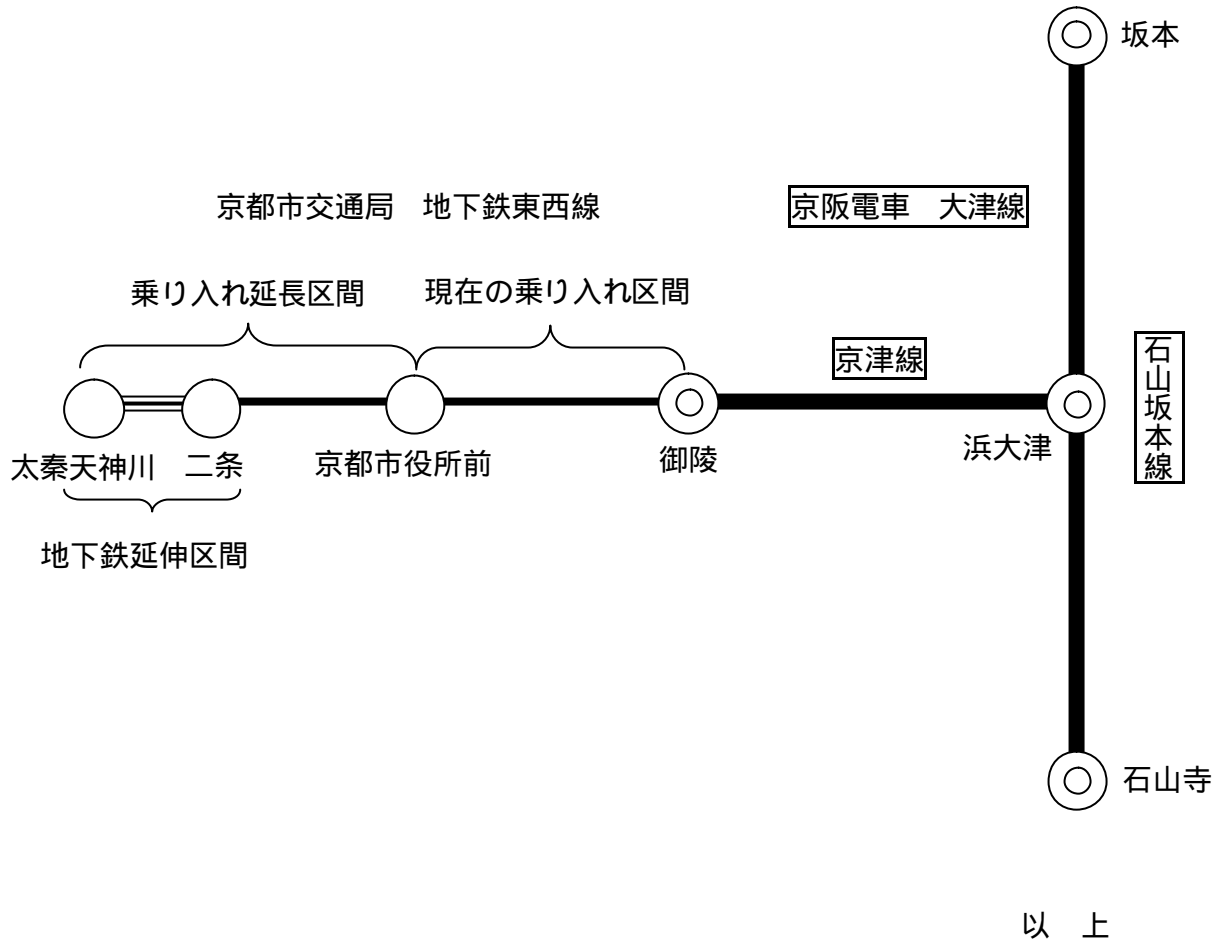 坂本
京都市交通局　地下鉄東西線
京阪電車　大津線
乗り入れ延長区間
現在の乗り入れ区間
京津線
石山坂本線
浜大津
太秦天神川
二条
京都市役所前
御陵
地下鉄延伸区間
石山寺
以　上